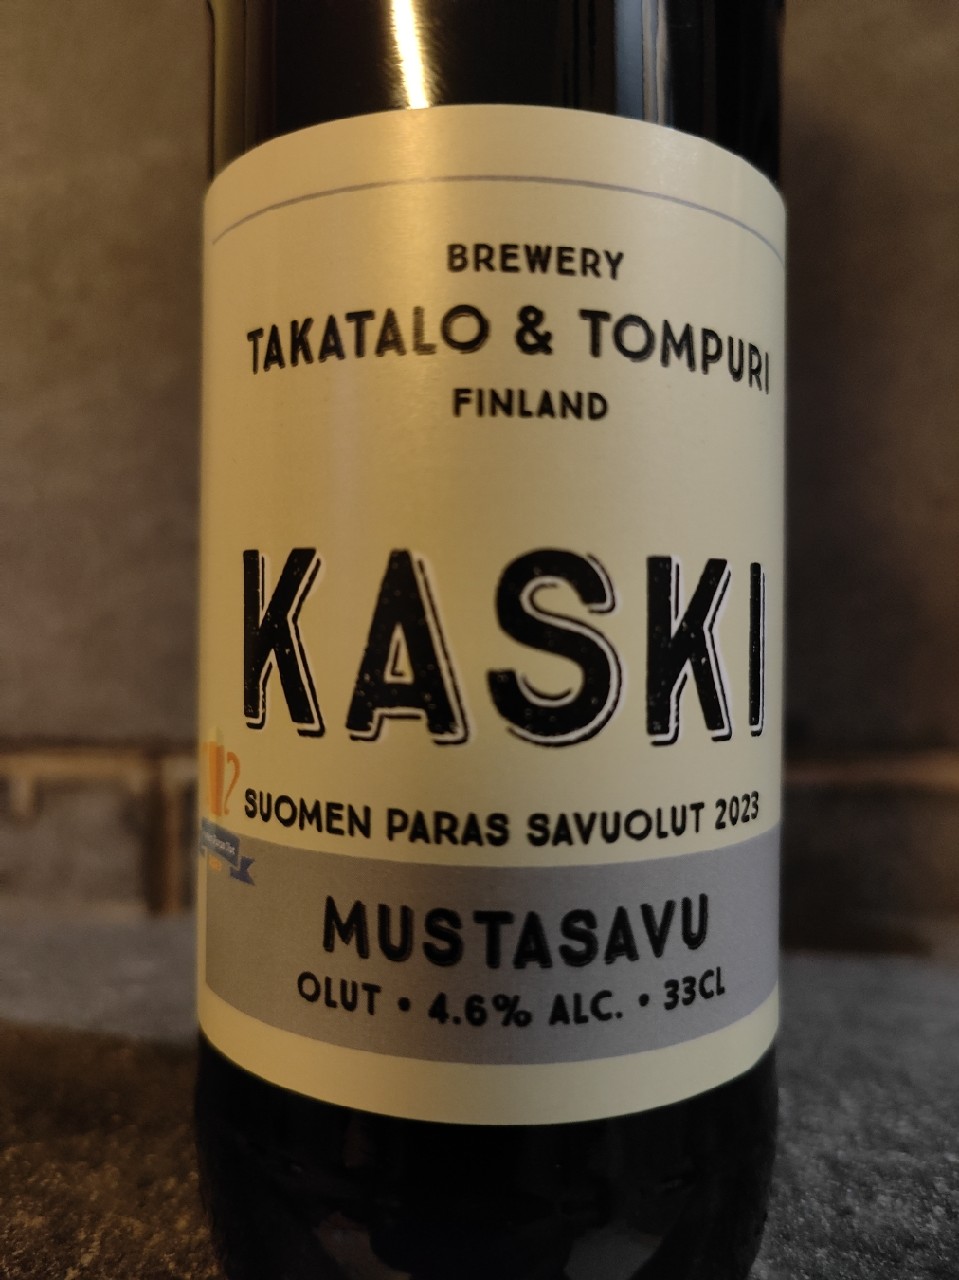 BREWERY
TAKATALO & TOMPURI
FINLAND
KASKI
SUOMEN PARAS SAVUOLUT 2023
MUSTASAVU
OLUT • 4.6% ALC. • 33CL